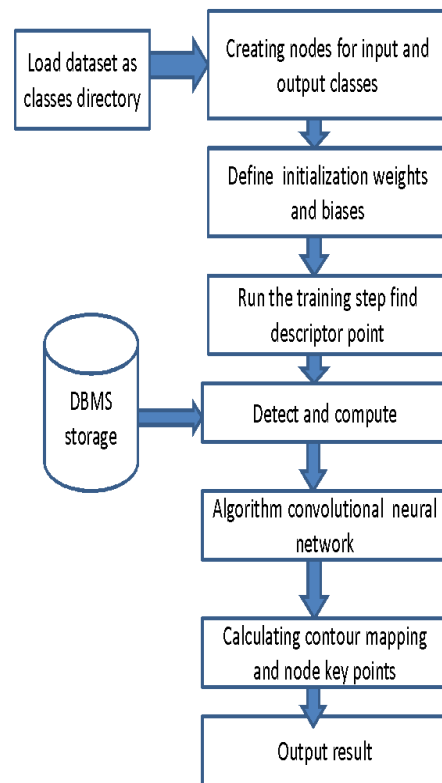 Load dataset as
classes directory
Creating nodes for input and
output classes
Define initialization weights
and biases
Run the training step find
descriptor point
DBMS
storage
Detect and compute
Algorithm convolutional neural
network
Calculating contour mapping
and node key points
Output result